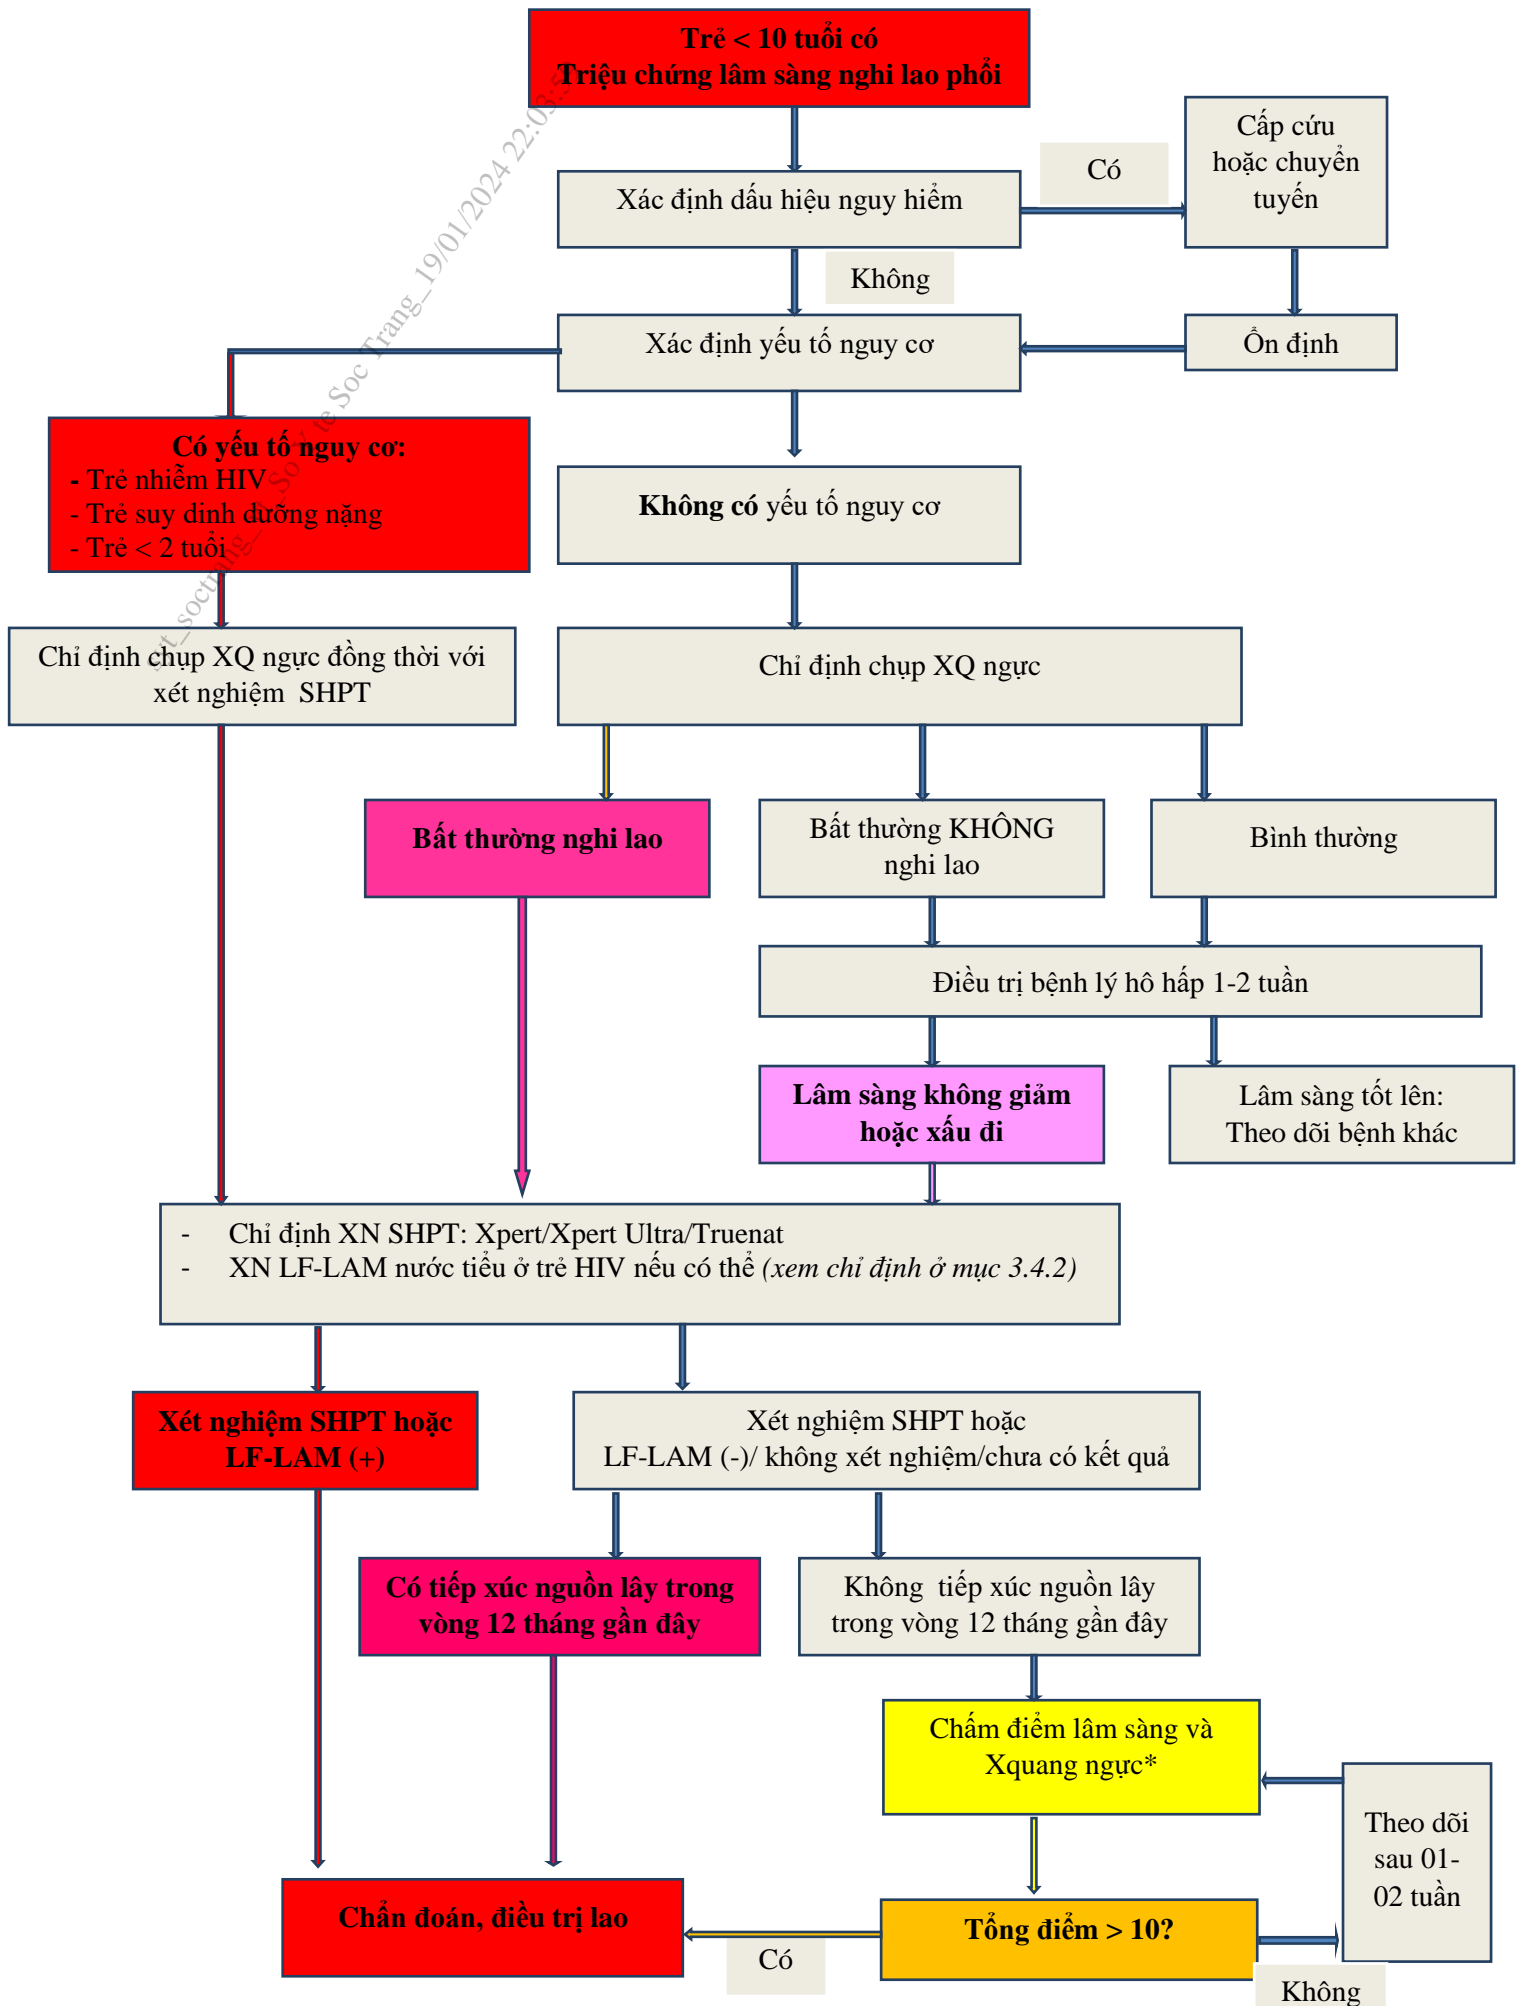 Trẻ < 10 tuổi có
Triệu chứng lâm sàng nghi lao phổi
Xác định dấu hiệu nguy hiểm
Có
Cấp cứu
hoặc chuyển
tuyến
Không
Xác định yếu tố nguy cơ
Ổn định
Có yếu tố nguy cơ:
- Trẻ nhiễm HIV
- Trẻ suy dinh dưỡng nặng
- Trẻ < 2 tuổi
Không có yếu tố nguy cơ
Chỉ định chụp XQ ngực đồng thời với
xét nghiệm SHPT
Chỉ định chụp XQ ngực
Bất thường nghi lao
Bất thường KHÔNG
nghi lao
Bình thường
Điều trị bệnh lý hô hấp 1-2 tuần
Lâm sàng không giảm
hoặc xấu đi
Lâm sàng tốt lên:
Theo dõi bệnh khác
- Chỉ định XN SHPT: Xpert/Xpert Ultra/Truenat
- XN LF-LAM nước tiểu ở trẻ HIV nếu có thể (xem chỉ định ở mục 3.4.2)
Xét nghiệm SHPT hoặc
LF-LAM (+)
Xét nghiệm SHPT hoặc
LF-LAM (-)/ không xét nghiệm/chưa có kết quả
Có tiếp xúc nguồn lây trong
vòng 12 tháng gần đây
Không tiếp xúc nguồn lây
trong vòng 12 tháng gần đây
Chấm điểm lâm sàng và
Xquang ngực*
Theo dõi
sau 01-
02 tuần
Chẩn đoán, điều trị lao
Có
Tổng điểm > 10?
Không